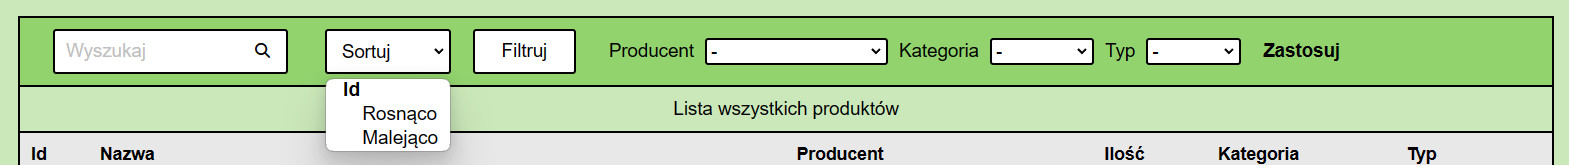 Wyszukaj Sortuj Filtruj Producent - Kategoria - Typ - Zastosuj
Id
Rosnąco
Malejąco
Lista wszystkich produktów
Id Nazwa Producent Ilość Kategoria Typ